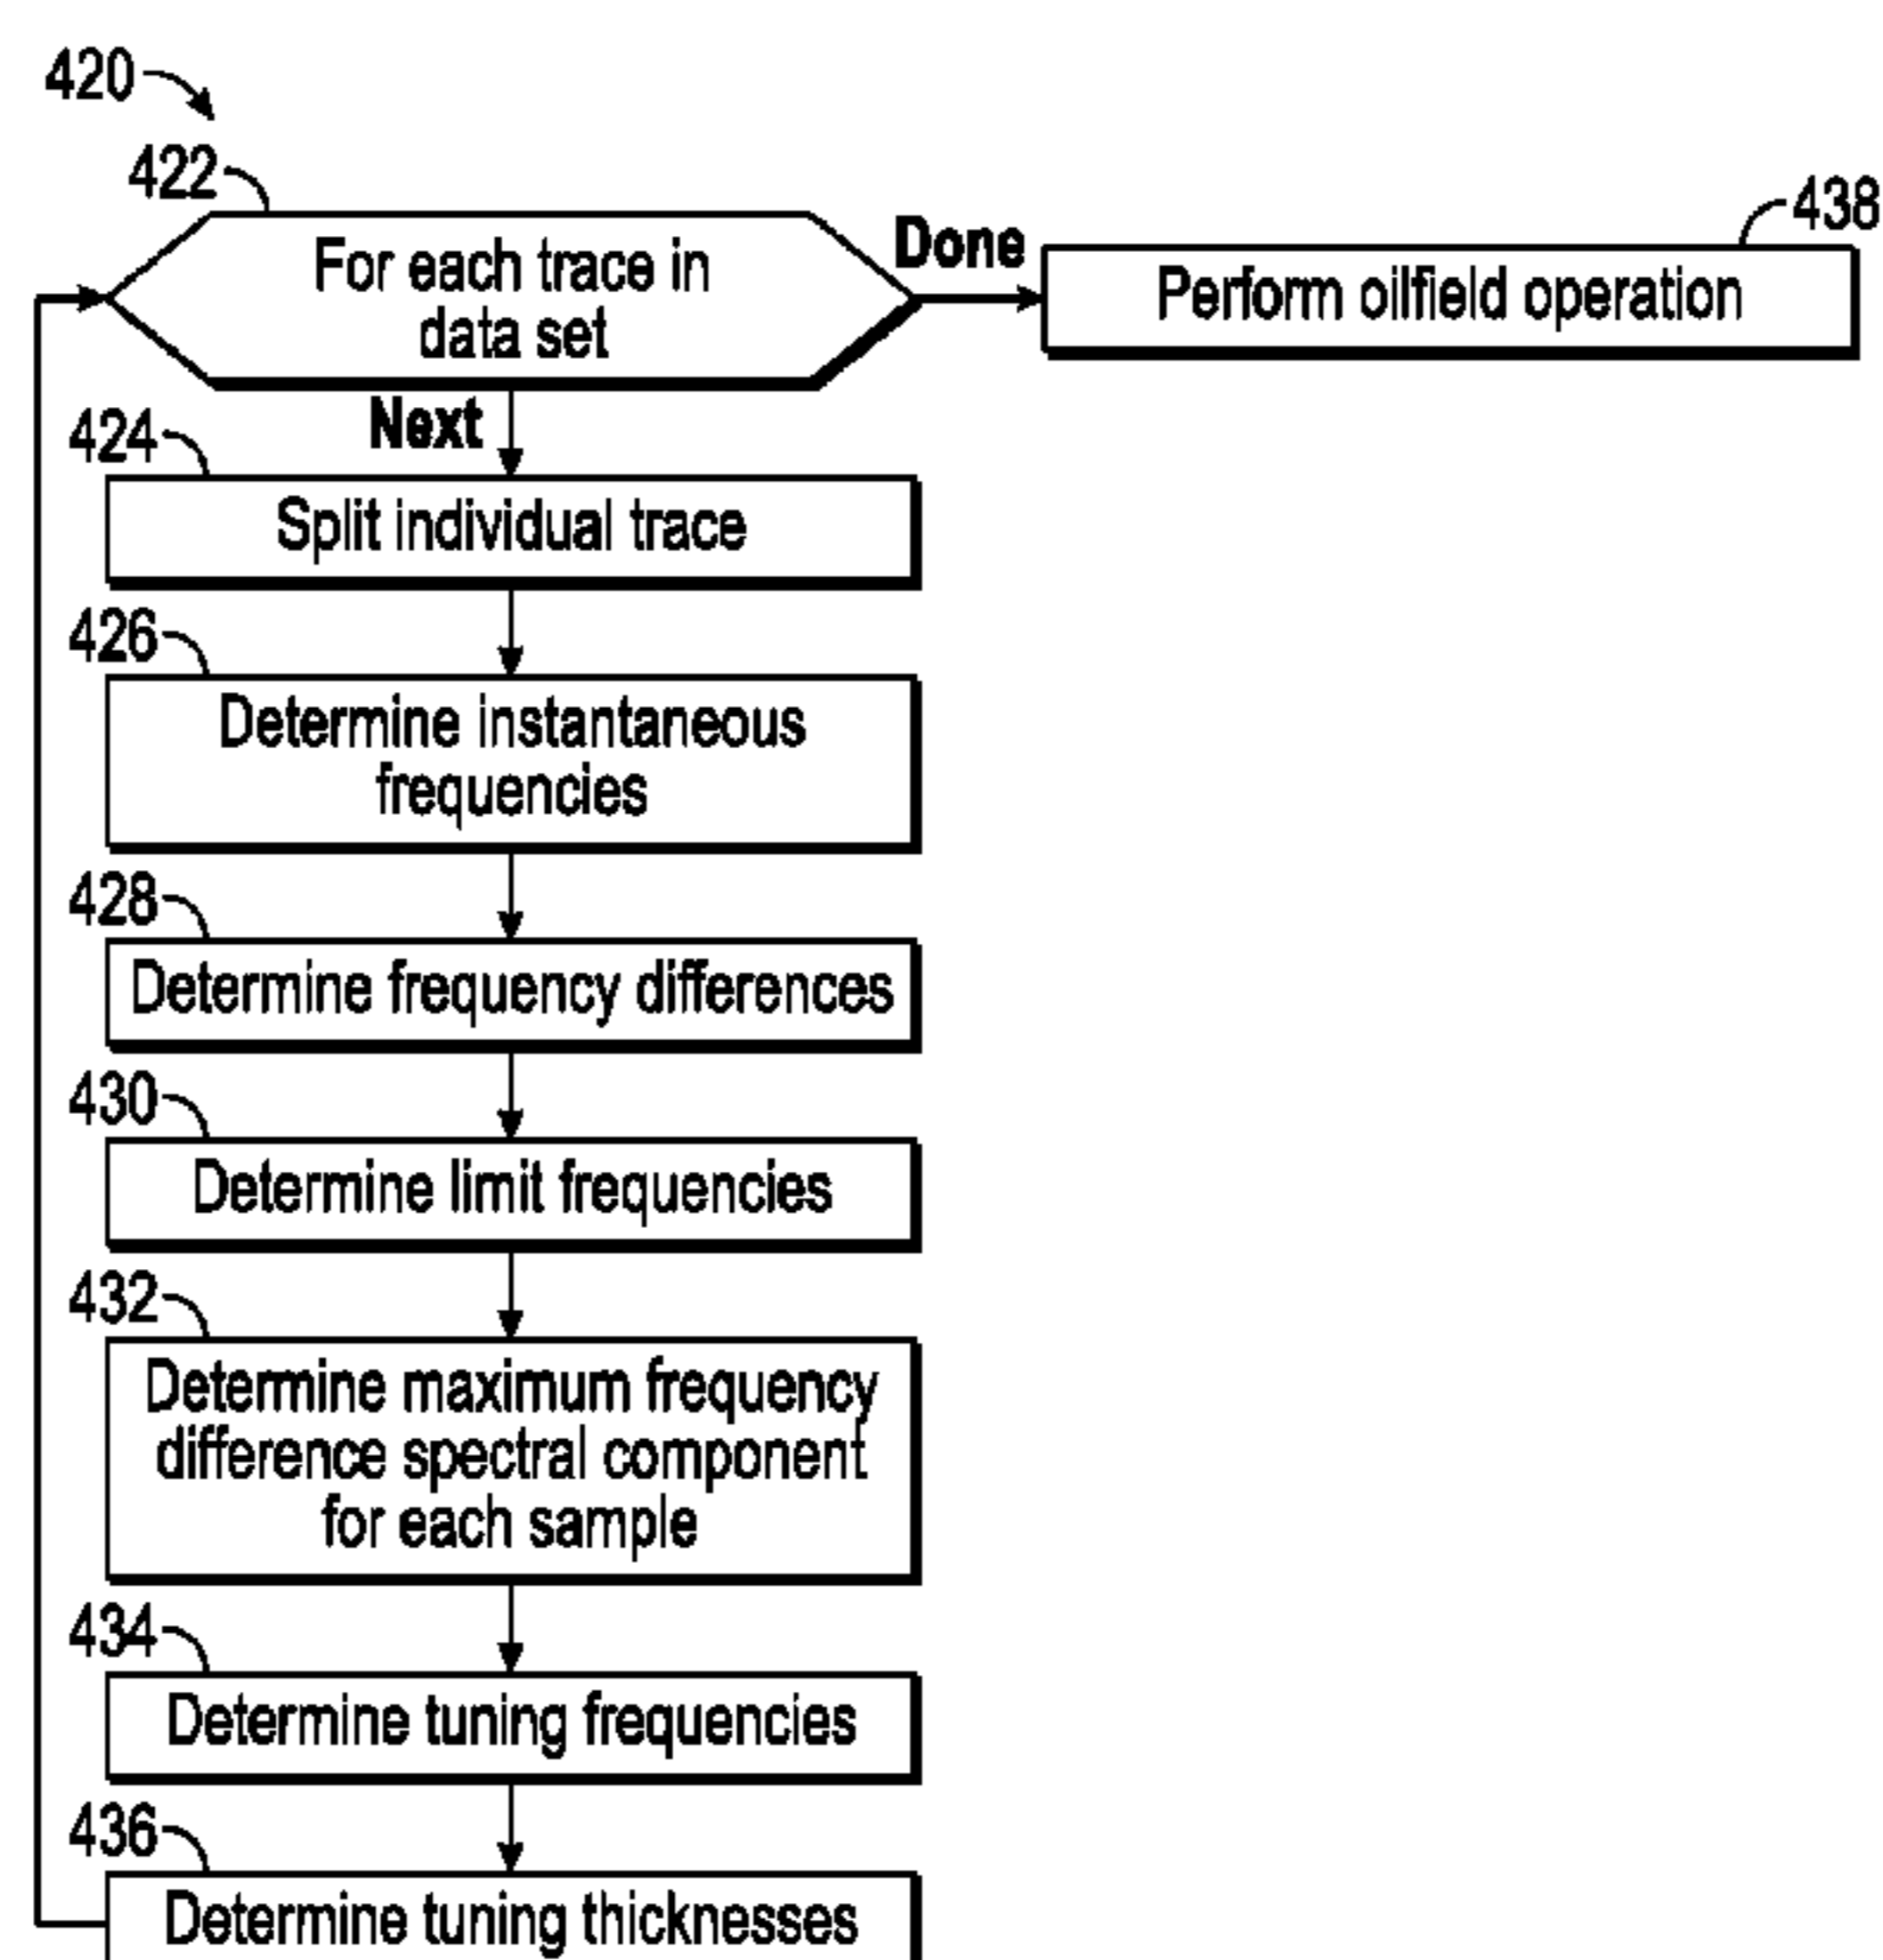 420
422
For each trace in
data set
Done
438
Perform oilfield operation
Next
424
Split individual trace
426
Determine instantaneous
frequencies
428
Determine frequency differences
430
Determine limit frequencies
432
Determine maximum frequency
difference spectral component
for each sample
434
Determine tuning frequencies
436
Determine tuning thicknesses